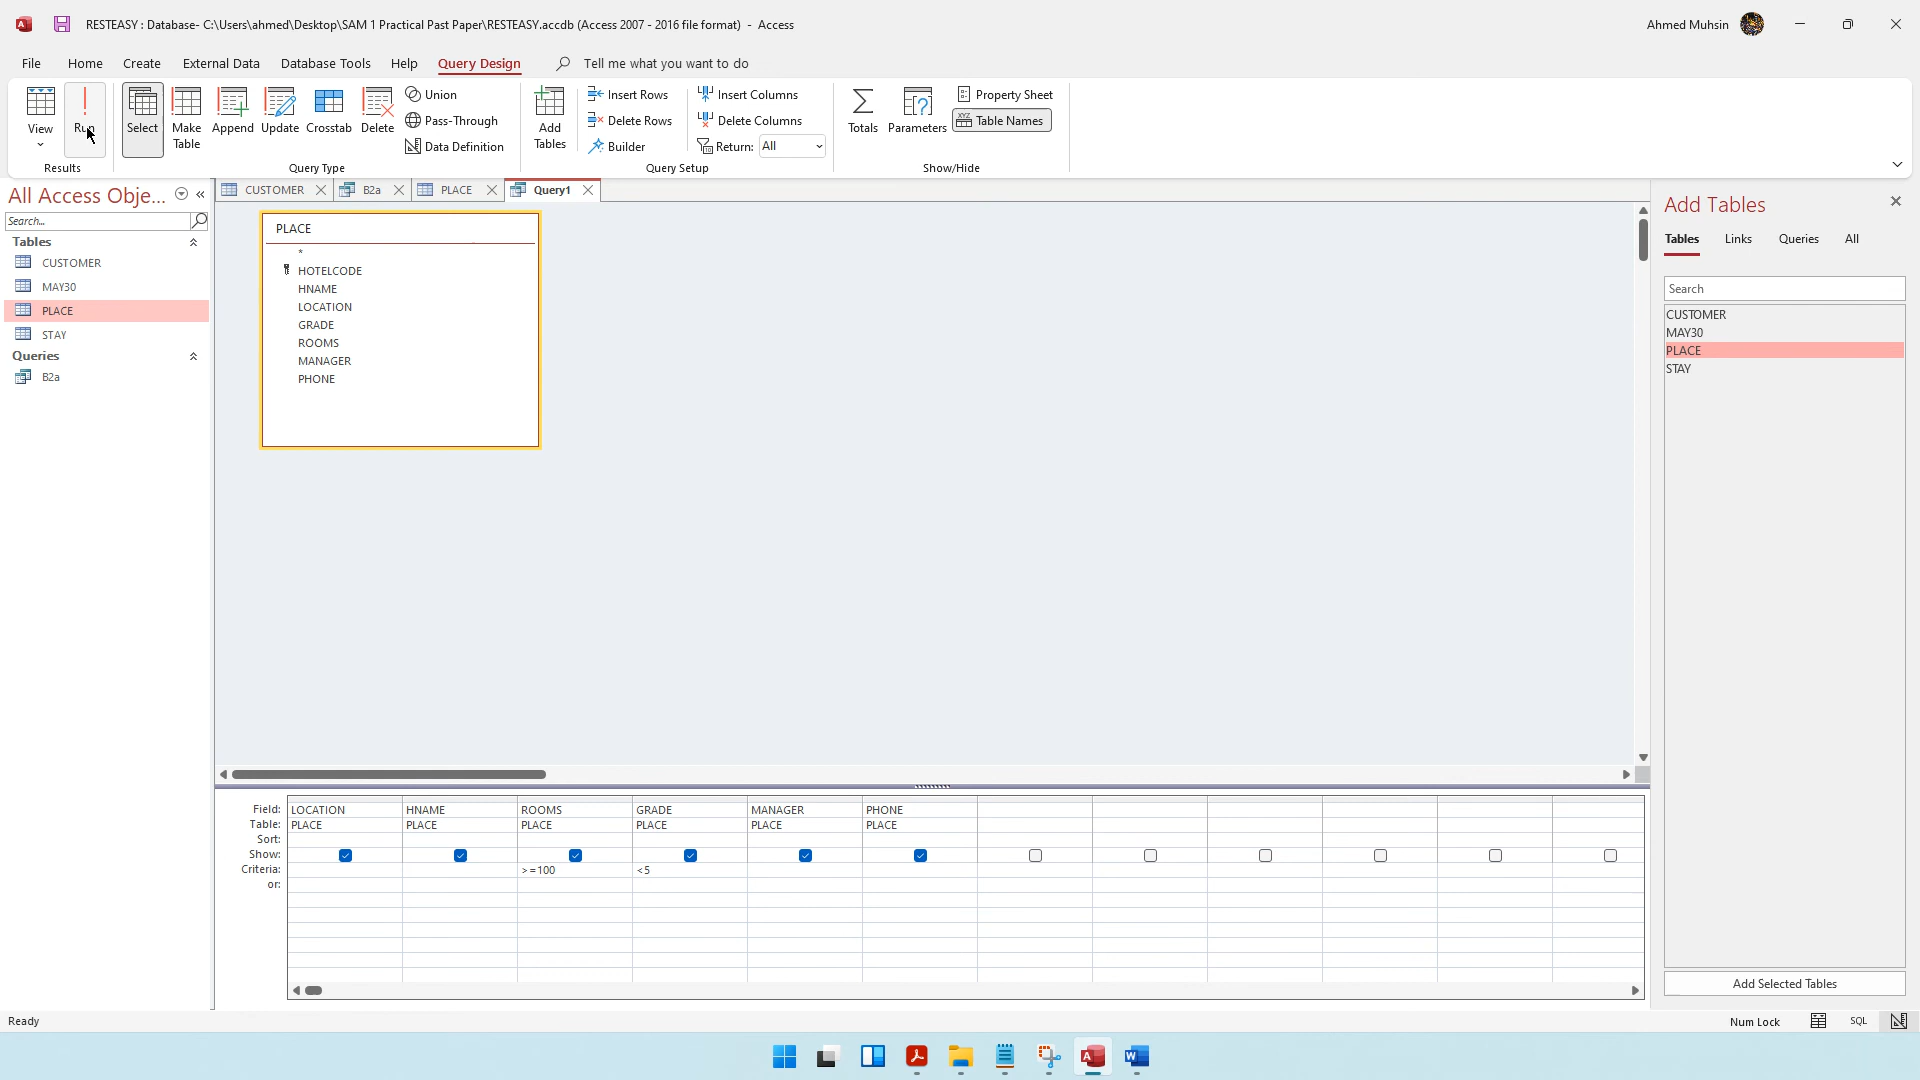 RESTEASY : Database- C:\Users\ahmed\Desktop\SAM 1 Practical Past Paper\RESTEASY.accdb (Access 2007 - 2016 file format) - Access
Ahmed Muhsin
File Home Create External Data Database Tools Help Query Design Tell me what you want to do
View Run
Results
Select Make Table Append Update Crosstab Delete
Union
Pass-Through
Data Definition
Query Type
Add Tables
Insert Rows
Delete Rows
Builder
Insert Columns
Delete Columns
Return: All
Query Setup
Totals Parameters
Property Sheet
Table Names
Show/Hide
All Access Obje...
Search...
Tables
CUSTOMER
MAY30
PLACE
STAY
Queries
B2a
CUSTOMER B2a PLACE Query1
PLACE
*
HOTELCODE
HNAME
LOCATION
GRADE
ROOMS
MANAGER
PHONE
Field: LOCATION HNAME ROOMS GRADE MANAGER PHONE
Table: PLACE PLACE PLACE PLACE PLACE PLACE
Sort:
Show:
Criteria: >=100 <5
or:
Add Tables
Tables Links Queries All
Search
CUSTOMER
MAY30
PLACE
STAY
Add Selected Tables
Ready
Num Lock SQL